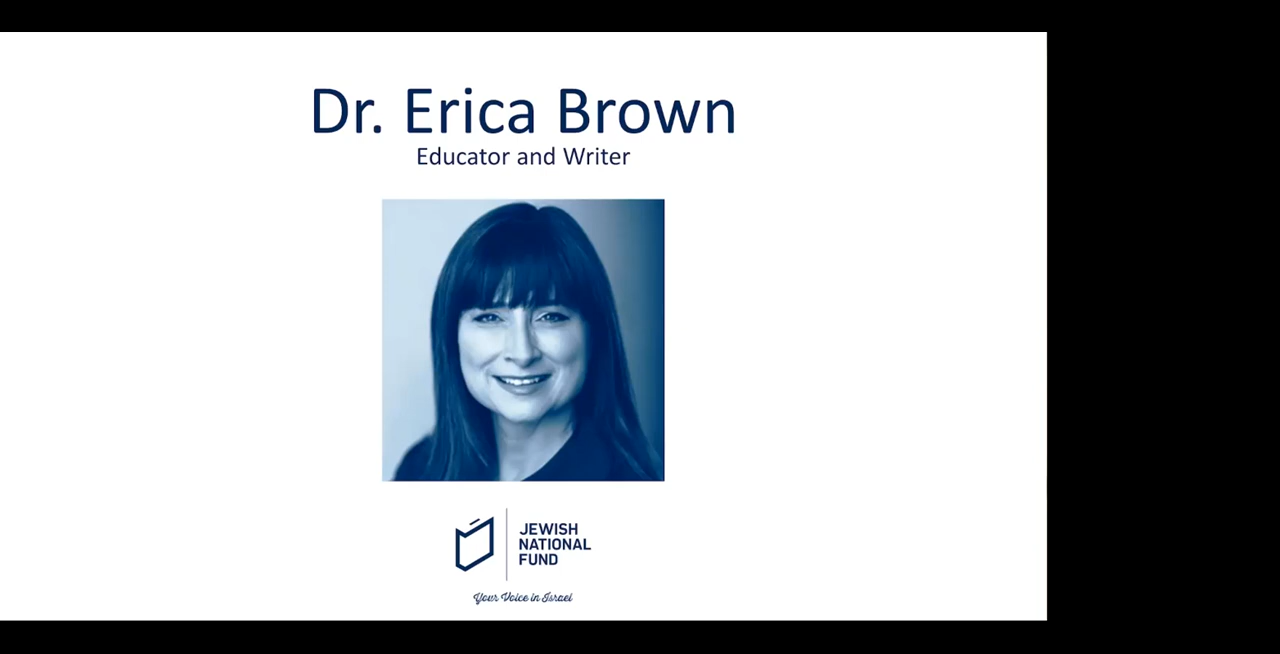 Dr. Erica Brown
Educator and Writer
JEWISH
NATIONAL
FUND
Your Voice in Israel